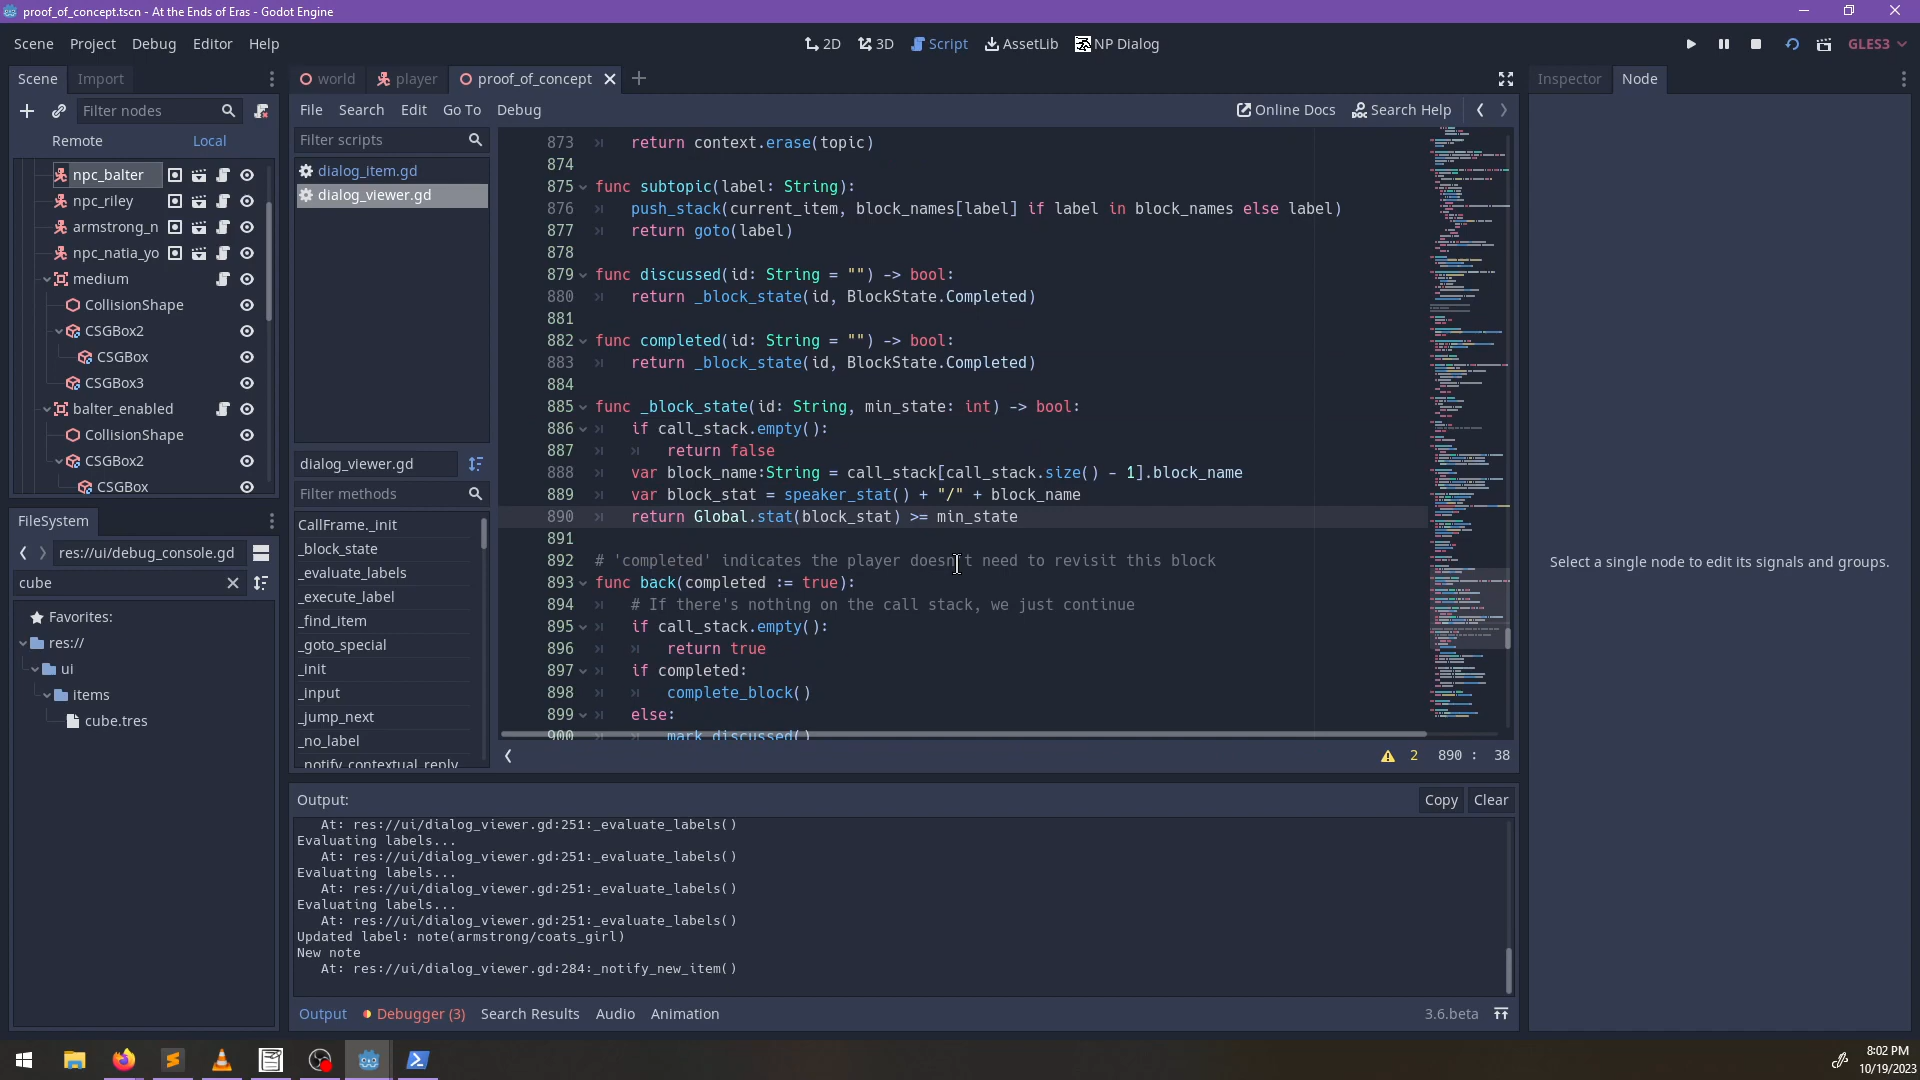 proof_of_concept.tscn - At the Ends of Eras - Godot Engine
Scene Project Debug Editor Help
2D 3D Script AssetLib NP Dialog
GLES3
Scene Import
world player proof_of_concept
Inspector Node
Filter nodes
File Search Edit Go To Debug
Online Docs Search Help
Remote Local
Filter scripts
dialog_item.gd
dialog_viewer.gd
npc_balter
npc_riley
armstrong_n
npc_natia_yo
medium
CollisionShape
CSGBox2
CSGBox
CSGBox3
balter_enabled
CollisionShape
CSGBox2
CSGBox
dialog_viewer.gd
Filter methods
CallFrame._init
_block_state
_evaluate_labels
_execute_label
_find_item
_goto_special
_init
_input
_jump_next
_no_label
_notify_contextual_reply
873 return context.erase(topic)
874
875 func subtopic(label: String):
876 push_stack(current_item, block_names[label] if label in block_names else label)
877 return goto(label)
878
879 func discussed(id: String = "") -> bool:
880 return _block_state(id, BlockState.Completed)
881
882 func completed(id: String = "") -> bool:
883 return _block_state(id, BlockState.Completed)
884
885 func _block_state(id: String, min_state: int) -> bool:
886 if call_stack.empty():
887 return false
888 var block_name:String = call_stack[call_stack.size() - 1].block_name
889 var block_stat = speaker_stat() + "/" + block_name
890 return Global.stat(block_stat) >= min_state
891
892 # 'completed' indicates the player doesn't need to revisit this block
893 func back(completed := true):
894 # If there's nothing on the call stack, we just continue
895 if call_stack.empty():
896 return true
897 if completed:
898 complete_block()
899 else:
900 mark_discussed()
2 890 : 38
Select a single node to edit its signals and groups.
FileSystem
res://ui/debug_console.gd
cube
Favorites:
res://
ui
items
cube.tres
Output:
Copy Clear
At: res://ui/dialog_viewer.gd:251:_evaluate_labels()
Evaluating labels...
At: res://ui/dialog_viewer.gd:251:_evaluate_labels()
Evaluating labels...
At: res://ui/dialog_viewer.gd:251:_evaluate_labels()
Evaluating labels...
At: res://ui/dialog_viewer.gd:251:_evaluate_labels()
Updated label: note(armstrong/coats_girl)
New note
At: res://ui/dialog_viewer.gd:284:_notify_new_item()
Output Debugger (3) Search Results Audio Animation
3.6.beta
8:02 PM
10/19/2023